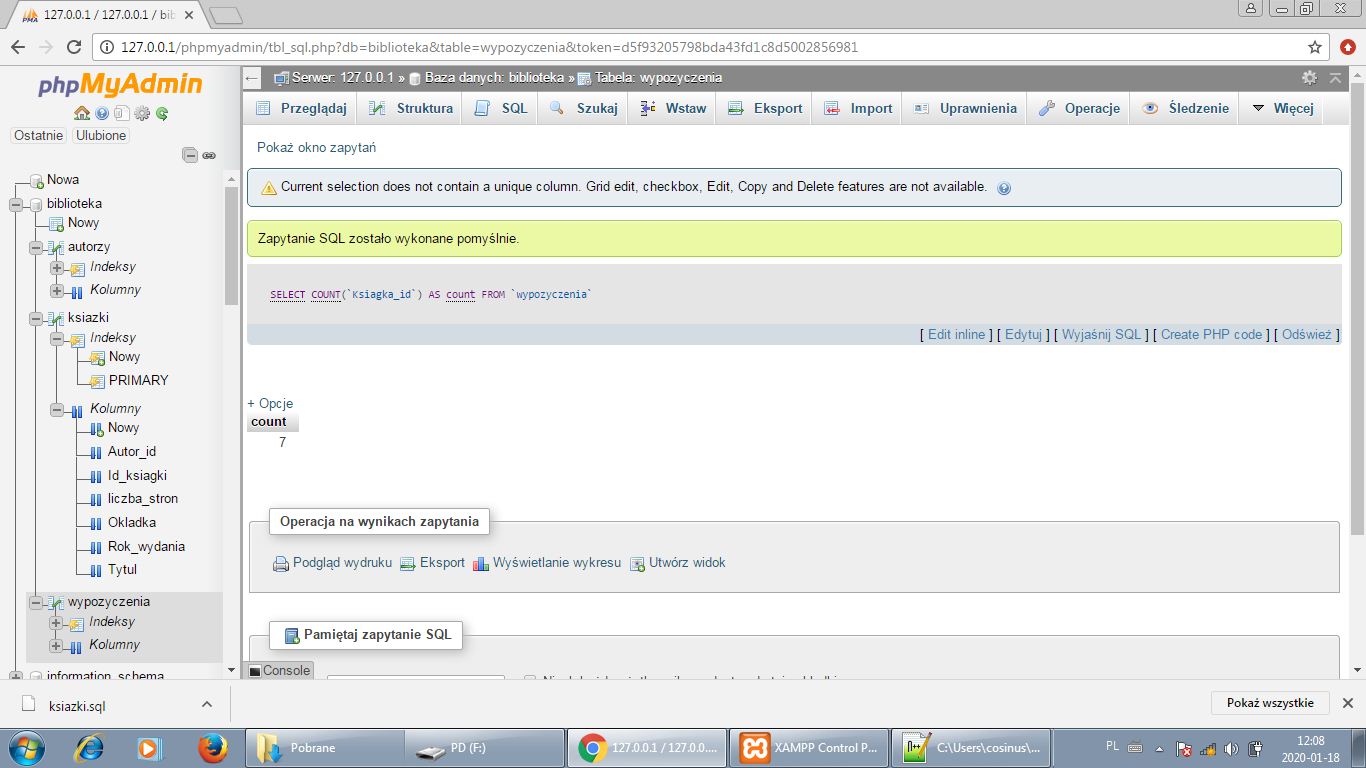 127.0.0.1 / 127.0.0.1 / bib
127.0.0.1/phpmyadmin/tbl_sql.php?db=biblioteka&table=wypozyczenia&token=d5f93205798bda43fd1c8d5002856981
phpMyAdmin
Ostatnie Ulubione
Nowa
biblioteka
Nowy
autorzy
Indeksy
Kolumny
ksiazki
Indeksy
Nowy
PRIMARY
Kolumny
Nowy
Autor_id
Id_ksiagki
liczba_stron
Okladka
Rok_wydania
Tytul
wypozyczenia
Indeksy
Kolumny
information_schema
Serwer: 127.0.0.1 » Baza danych: biblioteka » Tabela: wypozyczenia
Przeglądaj Struktura SQL Szukaj Wstaw Eksport Import Uprawnienia Operacje Śledzenie Więcej
Pokaż okno zapytań
Current selection does not contain a unique column. Grid edit, checkbox, Edit, Copy and Delete features are not available.
Zapytanie SQL zostało wykonane pomyślnie.
SELECT COUNT(`Ksiagka_id`) AS count FROM `wypozyczenia`
[ Edit inline ] [ Edytuj ] [ Wyjaśnij SQL ] [ Create PHP code ] [ Odśwież ]
+ Opcje
count
7
Operacja na wynikach zapytania
Podgląd wydruku Eksport Wyświetlanie wykresu Utwórz widok
Pamiętaj zapytanie SQL
Console
ksiazki.sql
Pokaż wszystkie
Pobrane PD (F:) 127.0.0.1 / 127.0.0.... XAMPP Control P... C:\Users\cosinus\... PL 12:08
2020-01-18